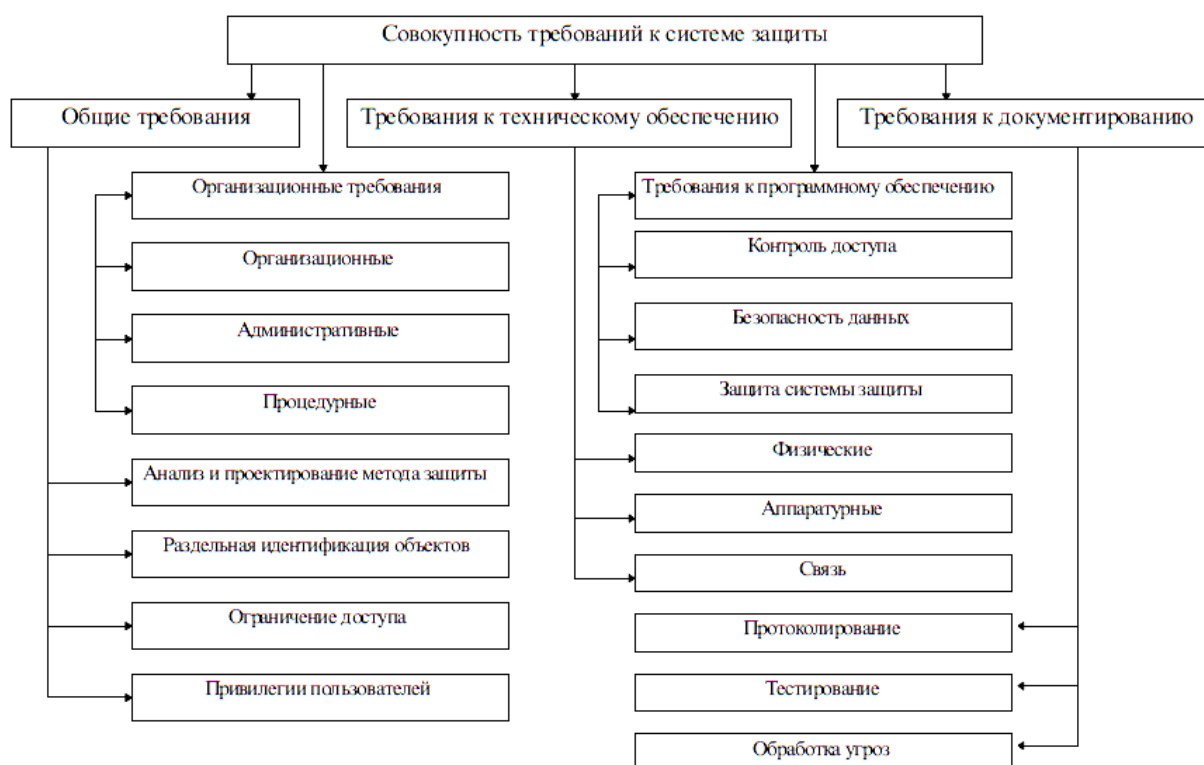 Совокупность требований к системе защиты
Общие требования
Требования к техническому обеспечению
Требования к документированию
Организационные требования
Организационные
Административные
Процедурные
Анализ и проектирование метода защиты
Раздельная идентификация объектов
Ограничение доступа
Привилегии пользователей
Требования к программному обеспечению
Контроль доступа
Безопасность данных
Защита системы защиты
Физические
Аппаратурные
Связь
Протоколирование
Тестирование
Обработка угроз